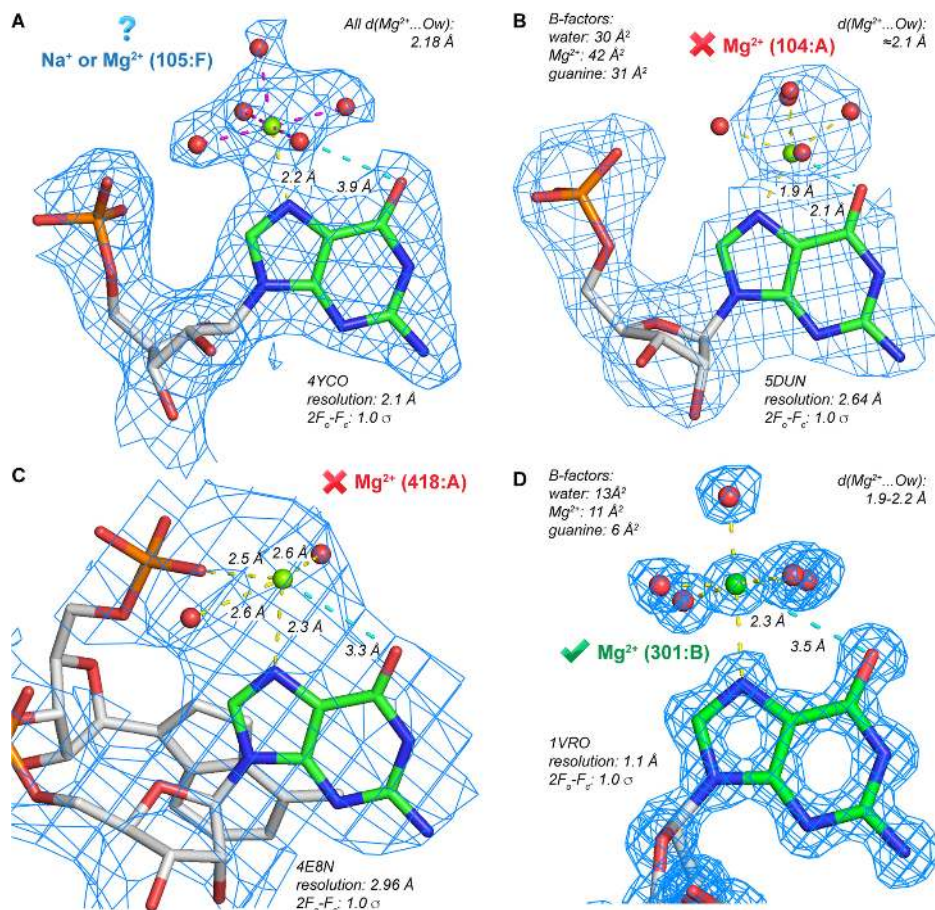 A
?
Na⁺ or Mg²⁺ (105:F)
All d(Mg²⁺...Ow):
2.18 Å
2.2 Å
3.9 Å
4YCO
resolution: 2.1 Å
2Fₒ-F꜀: 1.0 σ
B
B-factors:
water: 30 Å²
Mg²⁺: 42 Å²
guanine: 31 Å²
Mg²⁺ (104:A)
d(Mg²⁺...Ow):
≈2.1 Å
1.9 Å
2.1 Å
5DUN
resolution: 2.64 Å
2Fₒ-F꜀: 1.0 σ
C
Mg²⁺ (418:A)
2.5 Å
2.6 Å
2.6 Å
2.3 Å
3.3 Å
4E8N
resolution: 2.96 Å
2Fₒ-F꜀: 1.0 σ
D
B-factors:
water: 13Å²
Mg²⁺: 11 Å²
guanine: 6 Å²
d(Mg²⁺...Ow):
1.9-2.2 Å
2.3 Å
3.5 Å
Mg²⁺ (301:B)
1VRO
resolution: 1.1 Å
2Fₒ-F꜀: 1.0 σ